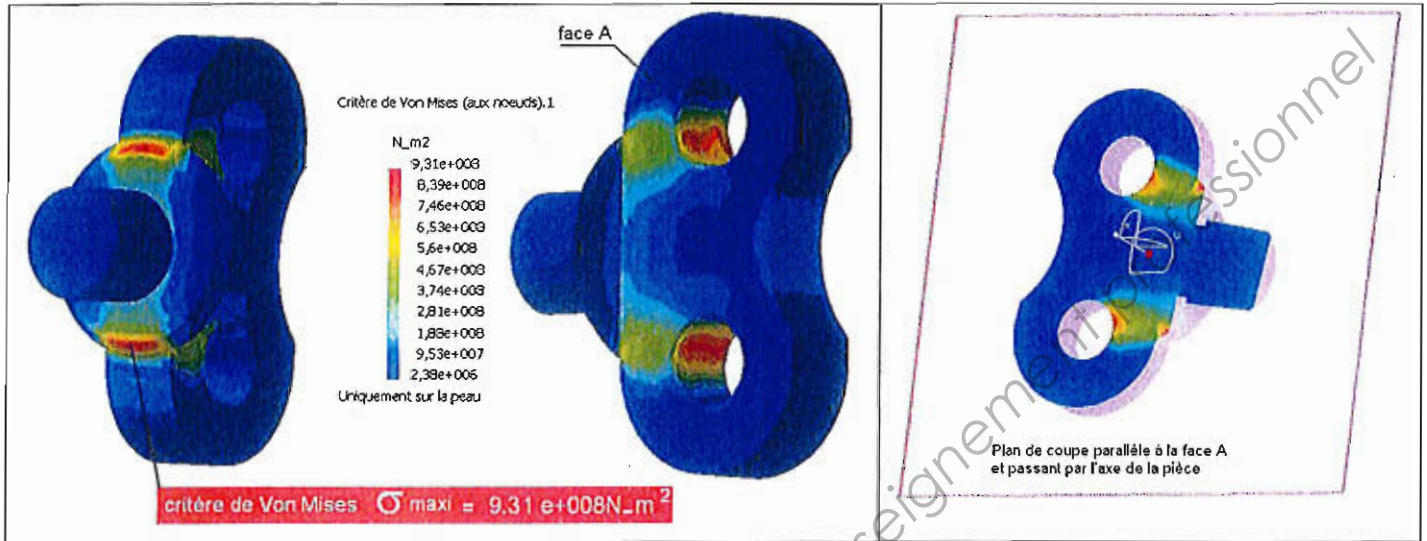 face A
Critère de Von Mises (aux noeuds).1
N_m2
9,31e+008
8,39e+008
7,46e+008
6,53e+008
5,6e+008
4,67e+008
3,74e+008
2,81e+008
1,88e+008
9,53e+007
2,38e+006
Uniquement sur la peau
critère de Von Mises σ maxi = 9.31 e+008N_m²
Plan de coupe parallèle à la face A
et passant par l'axe de la pièce
seignement professionnel